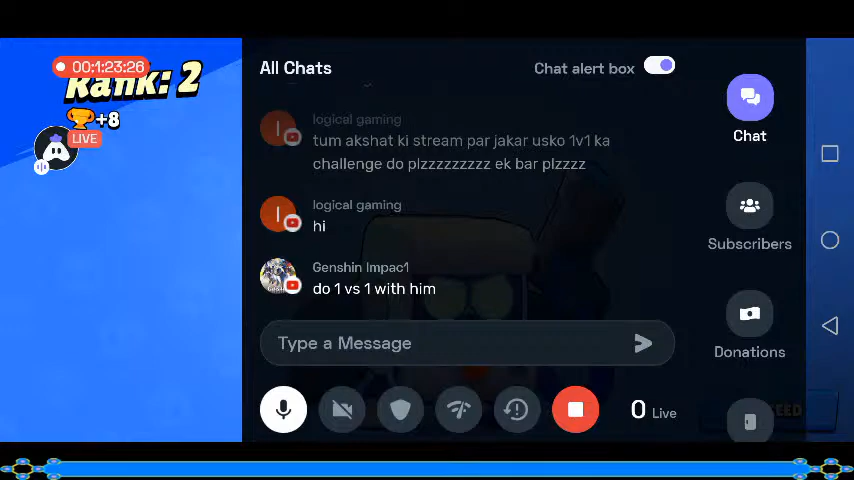 00:1:23:26
Rank: 2
+8
LIVE
All Chats
Chat alert box
logical gaming
tum akshat ki stream par jakar usko 1v1 ka
challenge do plzzzzzzzzz ek bar plzzzz
logical gaming
hi
Genshin Impac1
do 1 vs 1 with him
Type a Message
0 Live
Chat
Subscribers
Donations